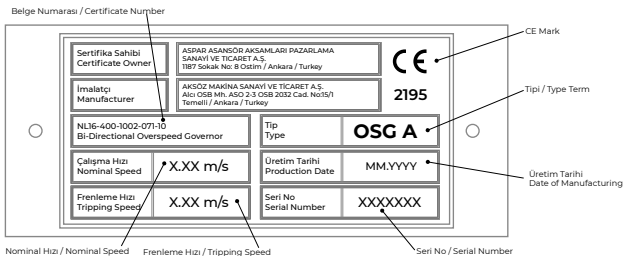 Belge Numarası / Certificate Number
CE Mark
Sertifika Sahibi
Certificate Owner
ASPAR ASANSÖR AKSAMLARI PAZARLAMA
SANAYİ VE TICARET A.Ş.
1187 Sokak No: 8 Ostim / Ankara / Turkey
CE
İmalatçı
Manufacturer
AKSÖZ MAKİNA SANAYİ VE TİCARET A.Ş.
Alcı OSB Mh. ASO 2-3 OSB 2032 Cad. No:15/1
Temelli / Ankara / Turkey
2195
Tipi / Type Term
NL16-400-1002-071-10
Bi-Directional Overspeed Governor
Tip
Type
OSG A
Çalışma Hızı
Nominal Speed
X.XX m/s
Üretim Tarihi
Production Date
MM.YYYY
Üretim Tarihi
Date of Manufacturing
Frenleme Hızı
Tripping Speed
X.XX m/s
Seri No
Serial Number
XXXXXXX
Nominal Hızı / Nominal Speed
Frenleme Hızı / Tripping Speed
Seri No / Serial Number